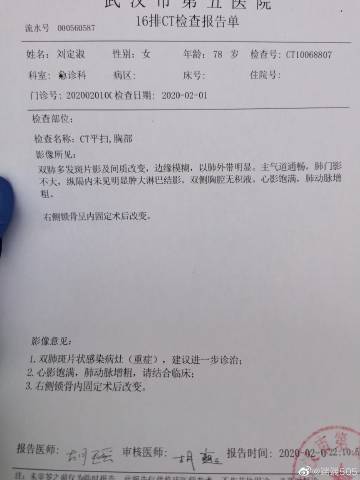 武汉市第五医院
16排CT检查报告单
流水号 000560587
姓名: 刘定淑 性别: 女 年龄: 78 岁 检查号: CT10068807
科室: 急诊科 病区: 床号: 住院号:
门诊号: 202002010 检查日期: 2020-02-01
检查部位:
检查名称: CT平扫,胸部
影像所见:
双肺多发斑片影及间质改变，边缘模糊，以肺外带明显。主气道通畅，肺门影
不大，纵隔内未见明显肿大淋巴结影。双侧胸腔无积液。心影饱满，肺动脉增
粗。
右侧锁骨呈内固定术后改变。
影像意见:
1.双肺斑片状感染病灶（重症），建议进一步诊治；
2.心影饱满，肺动脉增粗，请结合临床；
3.右侧锁骨内固定术后改变。
报告医师: 审核医师: 胡 报告时间: 2020-02-0 22:10:5